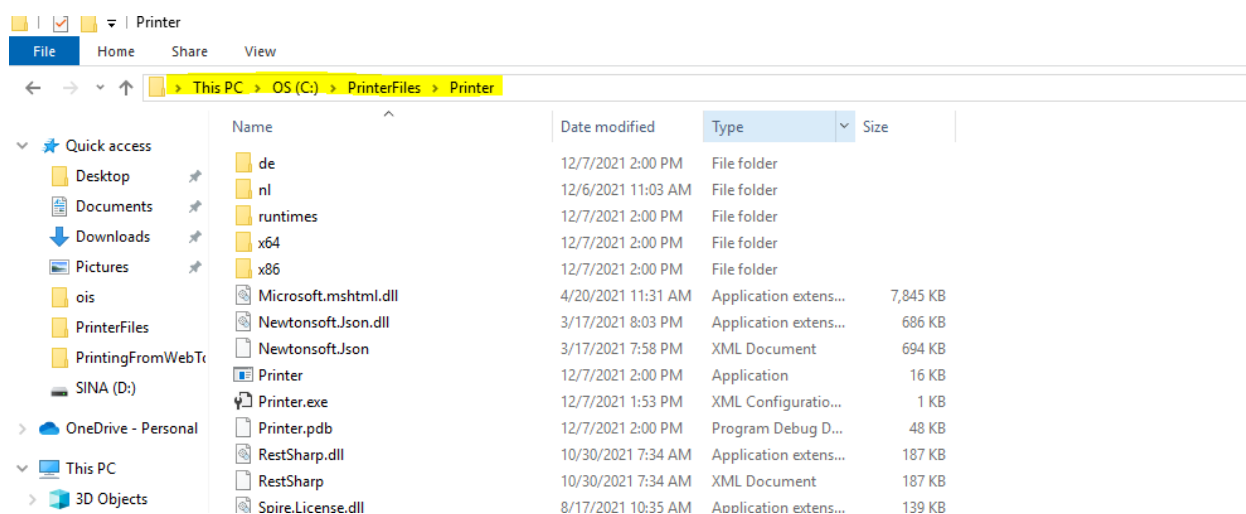 Printer
File Home Share View
This PC > OS (C:) > PrinterFiles > Printer
Name Date modified Type Size
Quick access
Desktop
Documents
Downloads
Pictures
ois
PrinterFiles
PrintingFromWebTo
SINA (D:)
OneDrive - Personal
This PC
3D Objects
de 12/7/2021 2:00 PM File folder
nl 12/6/2021 11:03 AM File folder
runtimes 12/7/2021 2:00 PM File folder
x64 12/7/2021 2:00 PM File folder
x86 12/7/2021 2:00 PM File folder
Microsoft.mshtml.dll 4/20/2021 11:31 AM Application extens... 7,845 KB
Newtonsoft.Json.dll 3/17/2021 8:03 PM Application extens... 686 KB
Newtonsoft.Json 3/17/2021 7:58 PM XML Document 694 KB
Printer 12/7/2021 2:00 PM Application 16 KB
Printer.exe 12/7/2021 1:53 PM XML Configuratio... 1 KB
Printer.pdb 12/7/2021 2:00 PM Program Debug D... 48 KB
RestSharp.dll 10/30/2021 7:34 AM Application extens... 187 KB
RestSharp 10/30/2021 7:34 AM XML Document 187 KB
Spire.License.dll 8/17/2021 10:35 AM Application extens... 139 KB